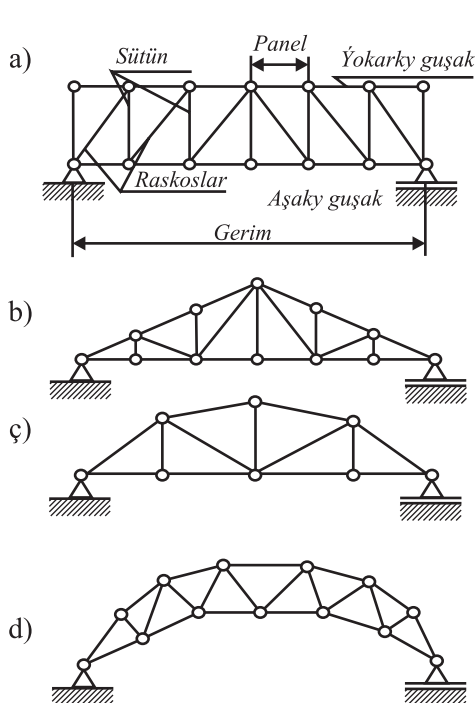 a)
Sütün
Panel
Ýokarky guşak
Raskoslar
Aşaky guşak
Gerim
b)
ç)
d)